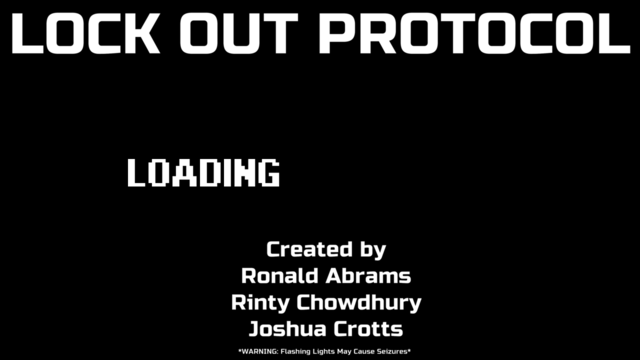 LOCK OUT PROTOCOL
LOADING
Created by
Ronald Abrams
Rinty Chowdhury
Joshua Crotts
*WARNING: Flashing Lights May Cause Seizures*